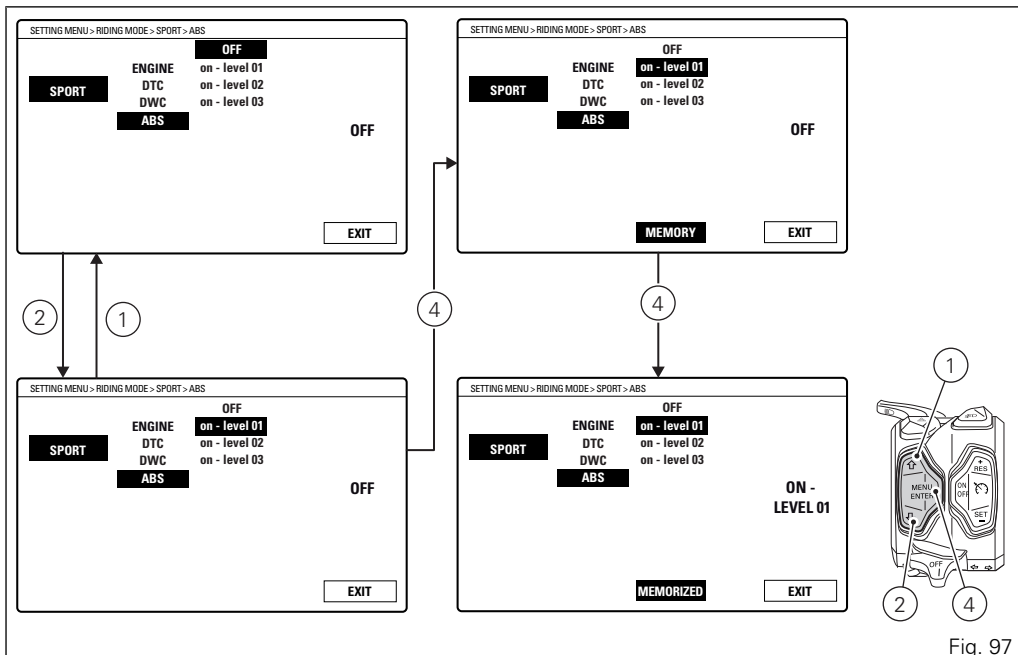 SETTING MENU > RIDING MODE > SPORT > ABS
OFF
ENGINE on - level 01
SPORT DTC on - level 02
DWC on - level 03
ABS
OFF
EXIT
SETTING MENU > RIDING MODE > SPORT > ABS
OFF
ENGINE on - level 01
SPORT DTC on - level 02
DWC on - level 03
ABS
OFF
MEMORY EXIT
2
1
4
4
SETTING MENU > RIDING MODE > SPORT > ABS
OFF
ENGINE on - level 01
SPORT DTC on - level 02
DWC on - level 03
ABS
OFF
EXIT
SETTING MENU > RIDING MODE > SPORT > ABS
OFF
ENGINE on - level 01
SPORT DTC on - level 02
DWC on - level 03
ABS
ON -
LEVEL 01
MEMORIZED EXIT
1
+
RES
MENU
ENTER
ON
OFF
SET
-
OFF
2
4
Fig. 97